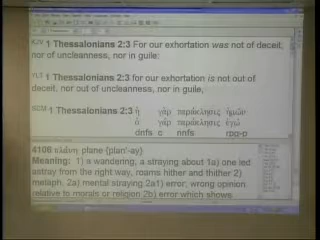 KJV 1 Thessalonians 2:3 For our exhortation was not of deceit,
nor of uncleanness, nor in guile:
YLT 1 Thessalonians 2:3 for our exhortation is not out of
deceit, nor out of uncleanness, nor in guile,
1 Thessalonians 2:3 ἡ γὰρ παράκλησις ἡμῶν
ὁ γάρ παράκλησις ἐγώ
dnfs c nnfs rpg-p
4106 πλάνη plane {plan'-ay}
Meaning: 1) a wandering, a straying about 1a) one led
astray from the right way, roams hither and thither 2)
metaph. 2a) mental straying 2a1) error, wrong opinion
relative to morals or religion 2b) error which shows